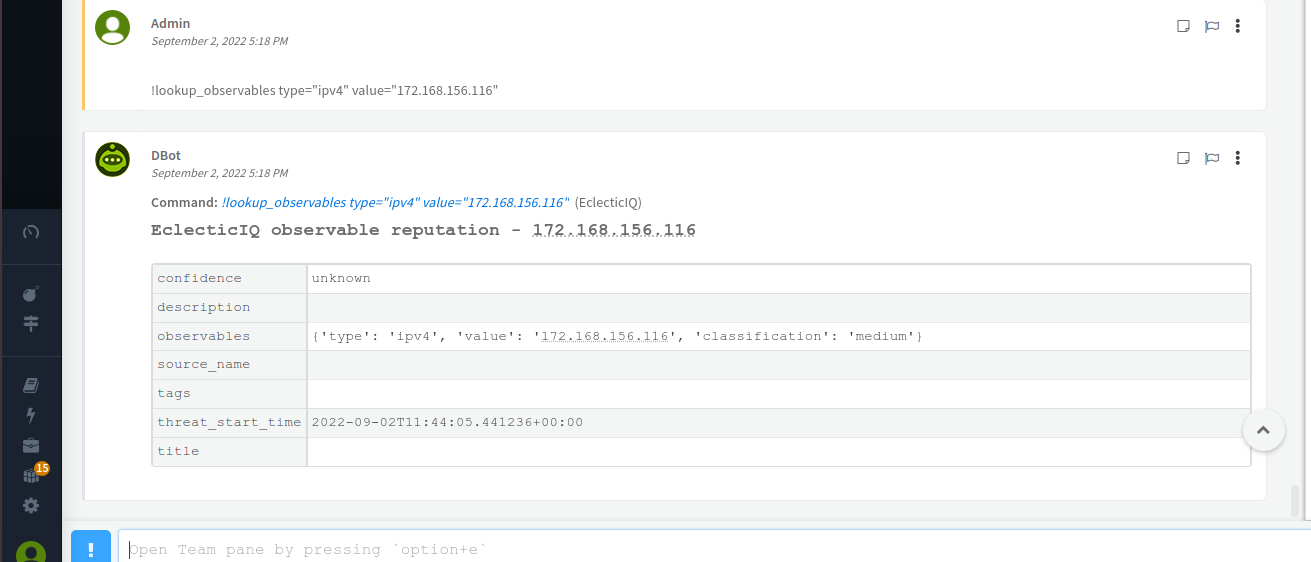 Admin
September 2, 2022 5:18 PM
!lookup_observables type="ipv4" value="172.168.156.116"
DBot
September 2, 2022 5:18 PM
Command: !lookup_observables type="ipv4" value="172.168.156.116" (EclecticIQ)
EclecticIQ observable reputation - 172.168.156.116
confidence unknown
description
observables {'type': 'ipv4', 'value': '172.168.156.116', 'classification': 'medium'}
source_name
tags
threat_start_time 2022-09-02T11:44:05.441236+00:00
title
15
! Open Team pane by pressing `option+e`